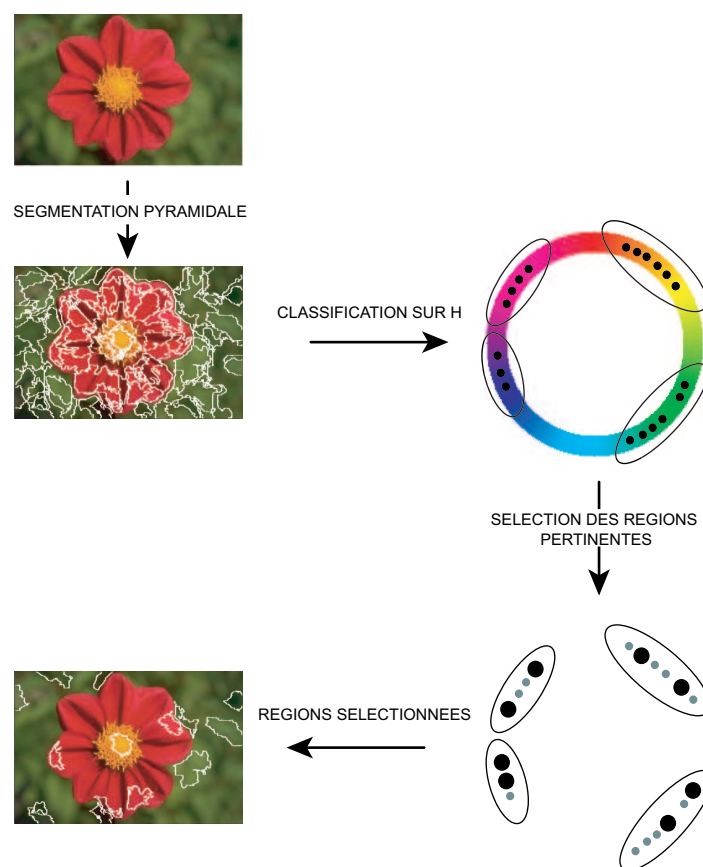 SEGMENTATION PYRAMIDALE
CLASSIFICATION SUR H
SELECTION DES REGIONS
PERTINENTES
REGIONS SELECTIONNEES